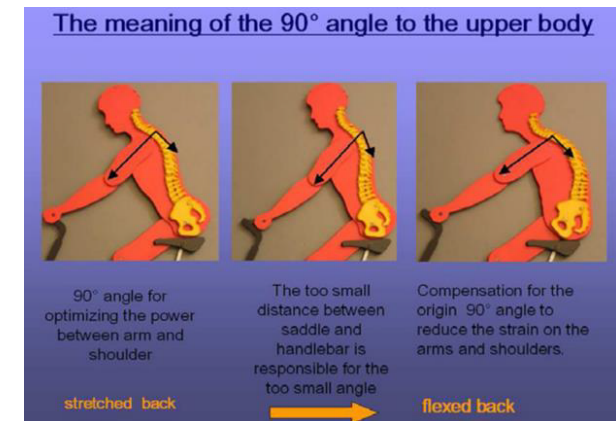 The meaning of the 90° angle to the upper body
90° angle for
optimizing the power
between arm and
shoulder
stretched back
The too small
distance between
saddle and
handlebar is
responsible for the
too small angle
Compensation for the
origin 90° angle to
reduce the strain on the
arms and shoulders.
flexed back